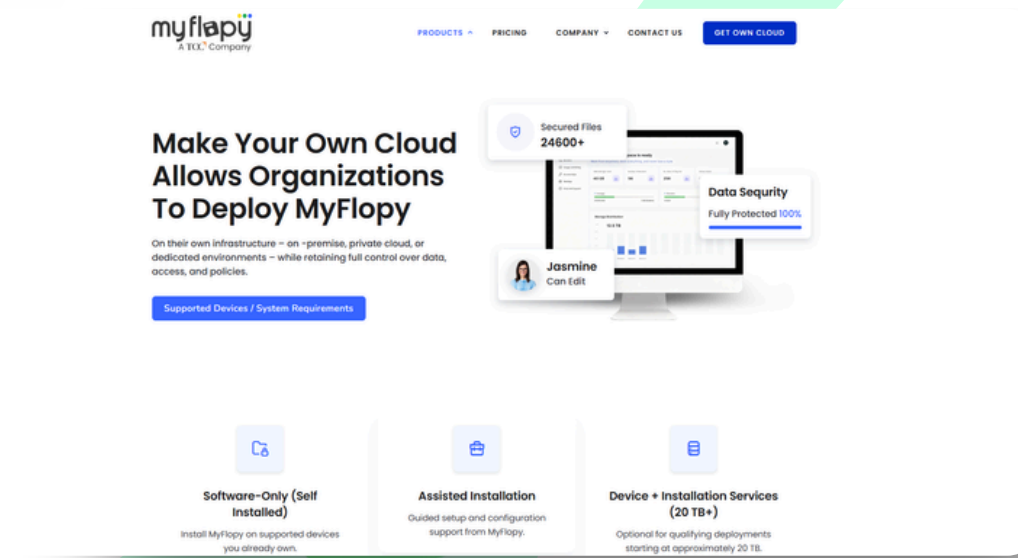 myflopy
A TCC Company
PRODUCTS
PRICING
COMPANY
CONTACT US
GET OWN CLOUD
Make Your Own Cloud
Allows Organizations
To Deploy MyFlopy
On their own infrastructure – on -premise, private cloud, or
dedicated environments – while retaining full control over data,
access, and policies.
Supported Devices / System Requirements
Secured Files
24600+
Data Sequrity
Fully Protected 100%
Jasmine
Can Edit
Software-Only (Self
Installed)
Install MyFlopy on supported devices
you already own.
Assisted Installation
Guided setup and configuration
support from MyFlopy.
Device + Installation Services
(20 TB+)
Optional for qualifying deployments
starting at approximately 20 TB.